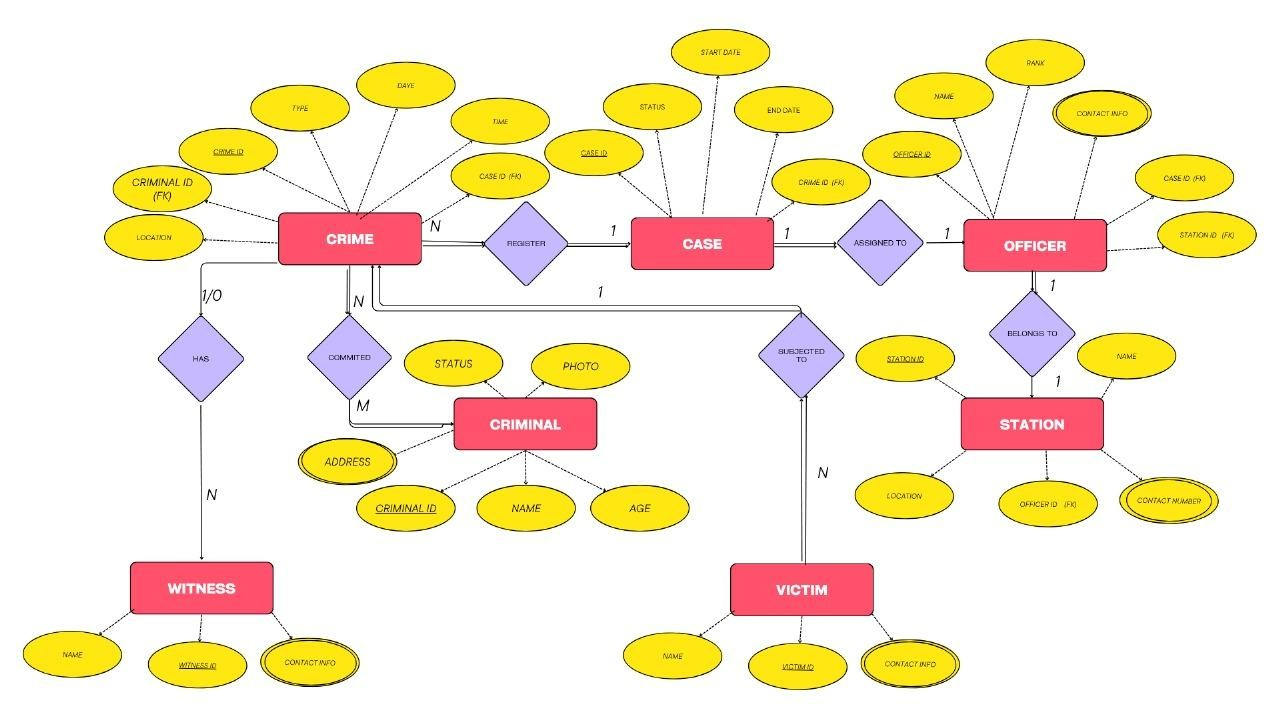 START DATE
RANK
DAYE
NAME
TYPE
STATUS
END DATE
CONTACT INFO
TIME
CRIME ID
CASE ID
OFFICER ID
CRIMINAL ID
(FK)
CASE ID (FK)
CRIME ID (FK)
CASE ID (FK)
LOCATION
STATION ID (FK)
CRIME
N
REGISTER
1
CASE
1
ASSIGNED TO
1
OFFICER
1/0
N
1
1
HAS
COMMITED
SUBJECTED
TO
BELONGS TO
STATUS
PHOTO
STATION ID
NAME
1
M
CRIMINAL
STATION
ADDRESS
N
N
LOCATION
OFFICER ID (FK)
CONTACT NUMBER
CRIMINAL ID
NAME
AGE
WITNESS
VICTIM
NAME
WITNESS ID
CONTACT INFO
NAME
VICTIM ID
CONTACT INFO